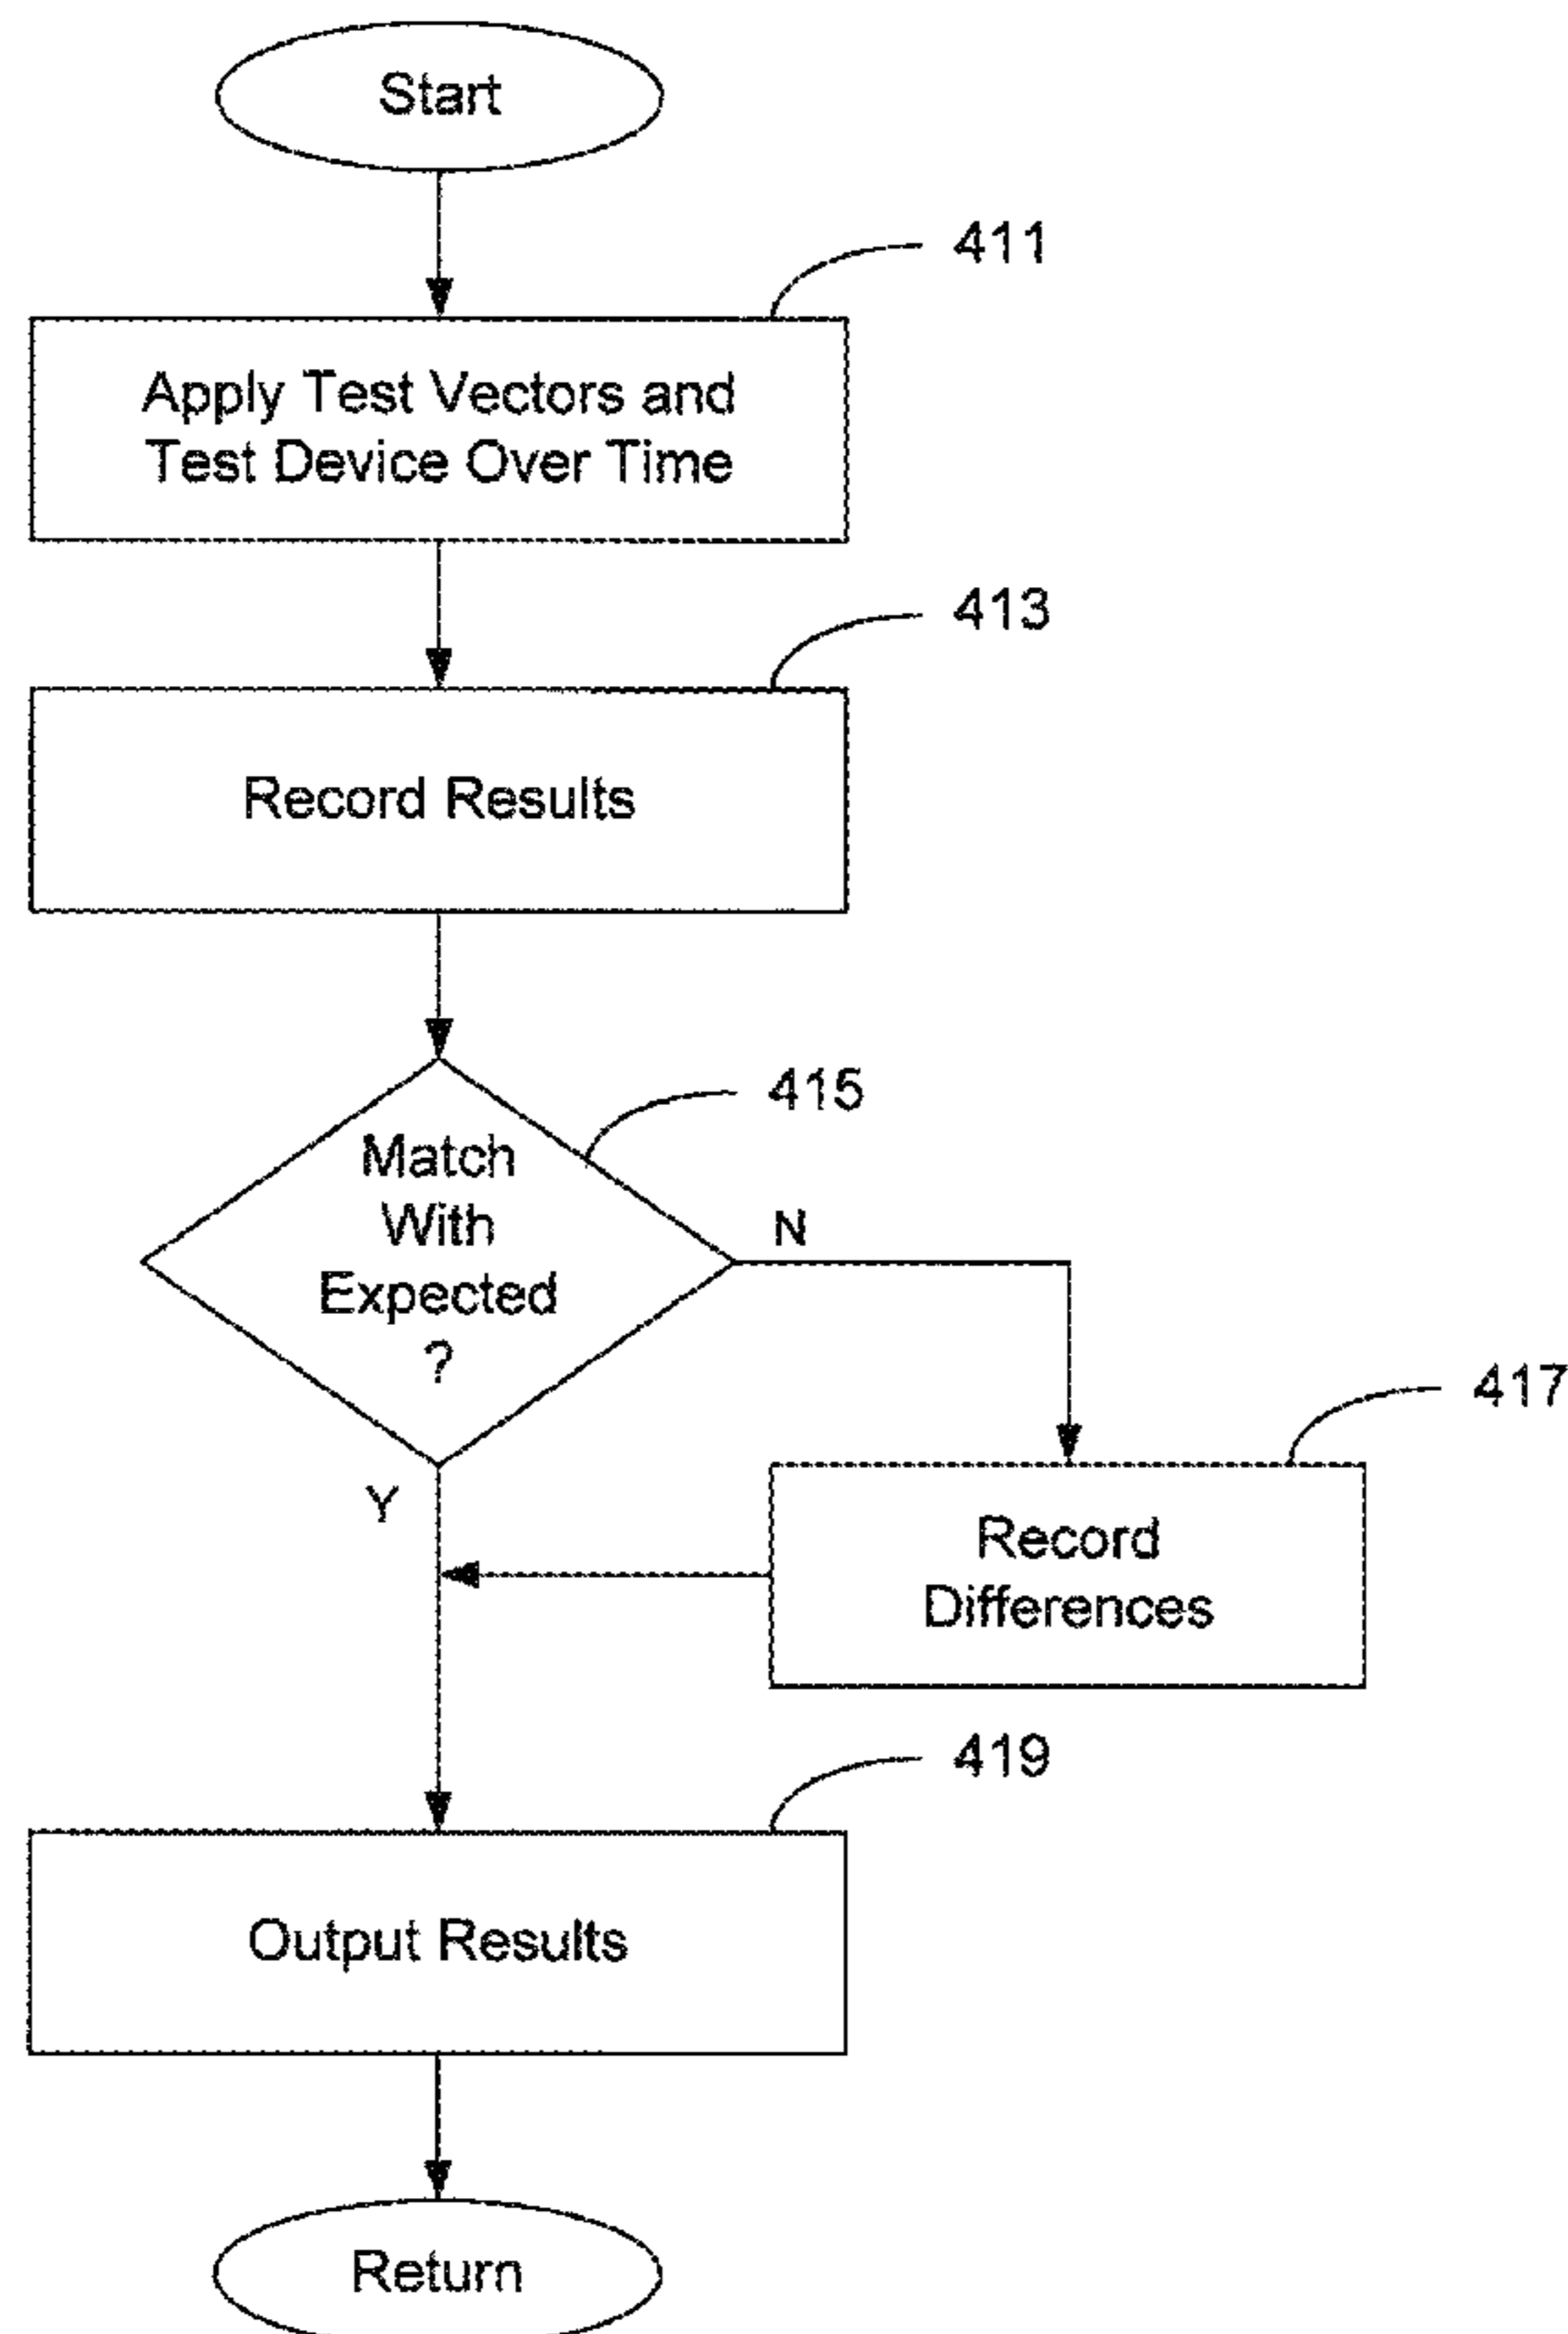 Start
411
Apply Test Vectors and
Test Device Over Time
413
Record Results
415
Match
With
Expected
?
N
417
Y
Record
Differences
419
Output Results
Return